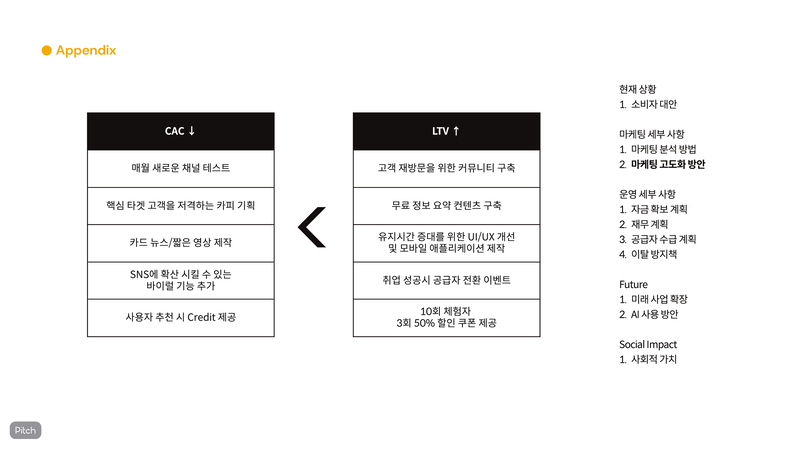 Appendix
CAC ↓
매월 새로운 채널 테스트
핵심 타겟 고객을 저격하는 카피 기획
카드 뉴스/짧은 영상 제작
SNS에 확산 시킬 수 있는
바이럴 기능 추가
사용자 추천 시 Credit 제공
LTV ↑
고객 재방문을 위한 커뮤니티 구축
무료 정보 요약 컨텐츠 구축
유지시간 증대를 위한 UI/UX 개선
및 모바일 애플리케이션 제작
취업 성공시 공급자 전환 이벤트
10회 체험자
3회 50% 할인 쿠폰 제공
현재 상황
1. 소비자 대안
마케팅 세부 사항
1. 마케팅 분석 방법
2. 마케팅 고도화 방안
운영 세부 사항
1. 자금 확보 계획
2. 재무 계획
3. 공급자 수급 계획
4. 이탈 방지책
Future
1. 미래 사업 확장
2. AI 사용 방안
Social Impact
1. 사회적 가치
Pitch